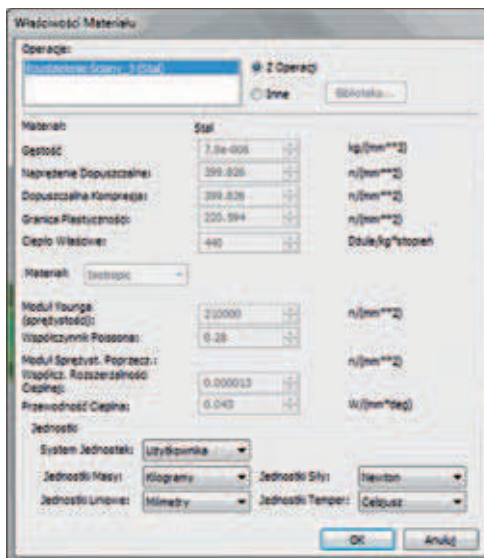 Właściwości Materiału
Operacje:
Rozdzielenie Ściany_3 (Stal)
Z Operacji
Inne
Biblioteka...
Materiał: Stal
Gęstość 7.8e-006 kg/(mm**3)
Naprężenie Dopuszczalne: 399.826 n/(mm**2)
Dopuszczalna Kompresja: 399.826 n/(mm**2)
Granica Plastyczności: 220.594 n/(mm**2)
Ciepło Właściwe: 440 Dżule/kg*stopień
Materiał: Isotropic
Moduł Younga
(sprężystości): 210000 n/(mm**2)
Współczynnik Poissona: 0.28
Moduł Sprężyst. Poprzecz.: n/(mm**2)
Współcz. Rozszerzalności
Cieplnej: 0.000013
Przewodność Cieplna: 0.043 W/(mm*deg)
Jednostki
System Jednostek: Użytkownika
Jednostki Masy: Kilogramy Jednostki Siły: Newton
Jednostki Liniowe: Milimetry Jednostki Temper: Celsjusz
OK Anuluj